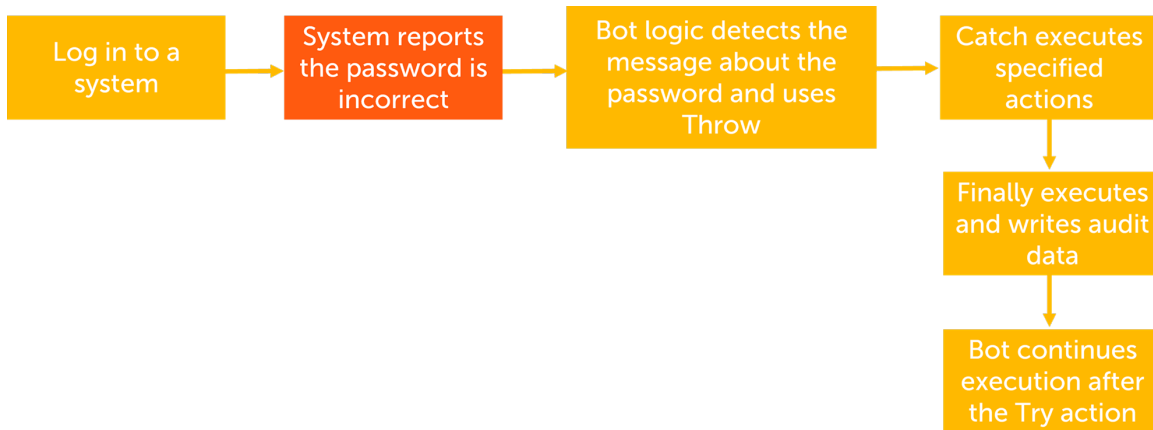 Log in to a
system
System reports
the password is
incorrect
Bot logic detects the
message about the
password and uses
Throw
Catch executes
specified
actions
Finally executes
and writes audit
data
Bot continues
execution after
the Try action